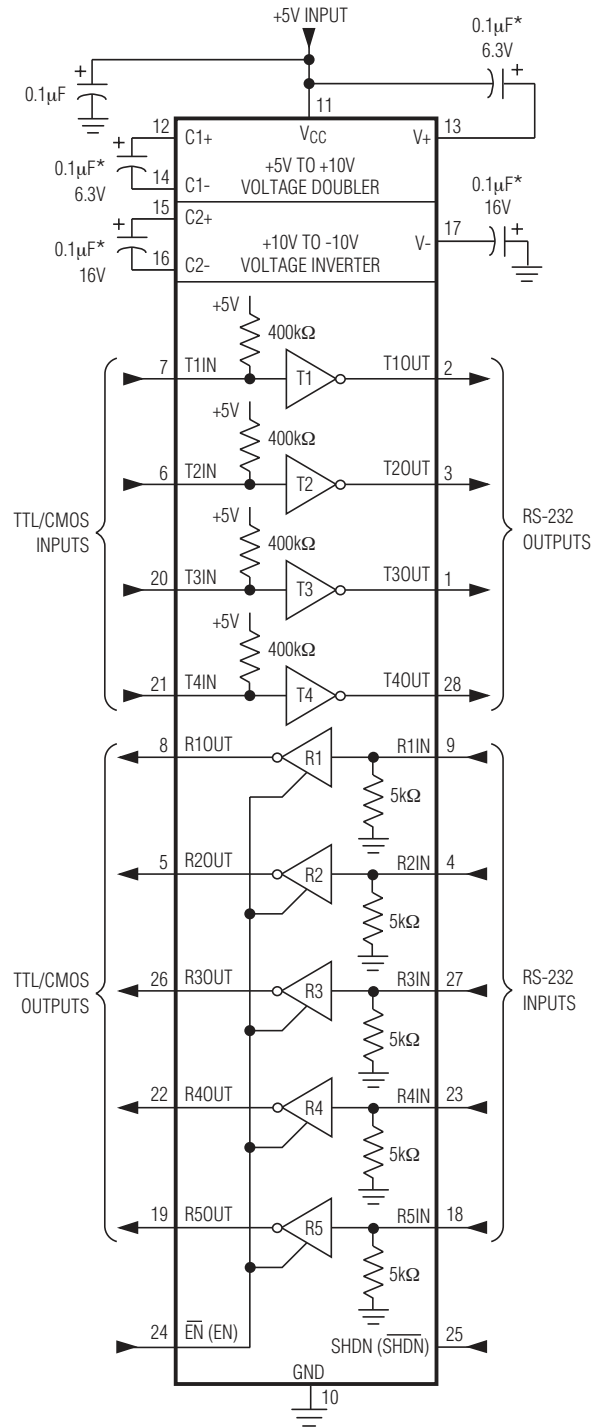 +5V INPUT
0.1μF
0.1μF*
6.3V
11
VCC
12
C1+
13
V+
0.1μF*
6.3V
14
C1-
+5V TO +10V
VOLTAGE DOUBLER
15
C2+
0.1μF*
16V
16
C2-
+10V TO -10V
VOLTAGE INVERTER
17
V-
0.1μF*
16V
+5V
400kΩ
7
T1IN
T1
T1OUT
2
+5V
400kΩ
6
T2IN
T2
T2OUT
3
TTL/CMOS
INPUTS
RS-232
OUTPUTS
+5V
400kΩ
20
T3IN
T3
T3OUT
1
+5V
400kΩ
21
T4IN
T4
T4OUT
28
8
R1OUT
R1
R1IN
9
5kΩ
5
R2OUT
R2
R2IN
4
5kΩ
TTL/CMOS
OUTPUTS
RS-232
INPUTS
26
R3OUT
R3
R3IN
27
5kΩ
22
R4OUT
R4
R4IN
23
5kΩ
19
R5OUT
R5
R5IN
18
5kΩ
24
E̅N̅ (EN)
SHDN (S̅H̅D̅N̅)
25
GND
10